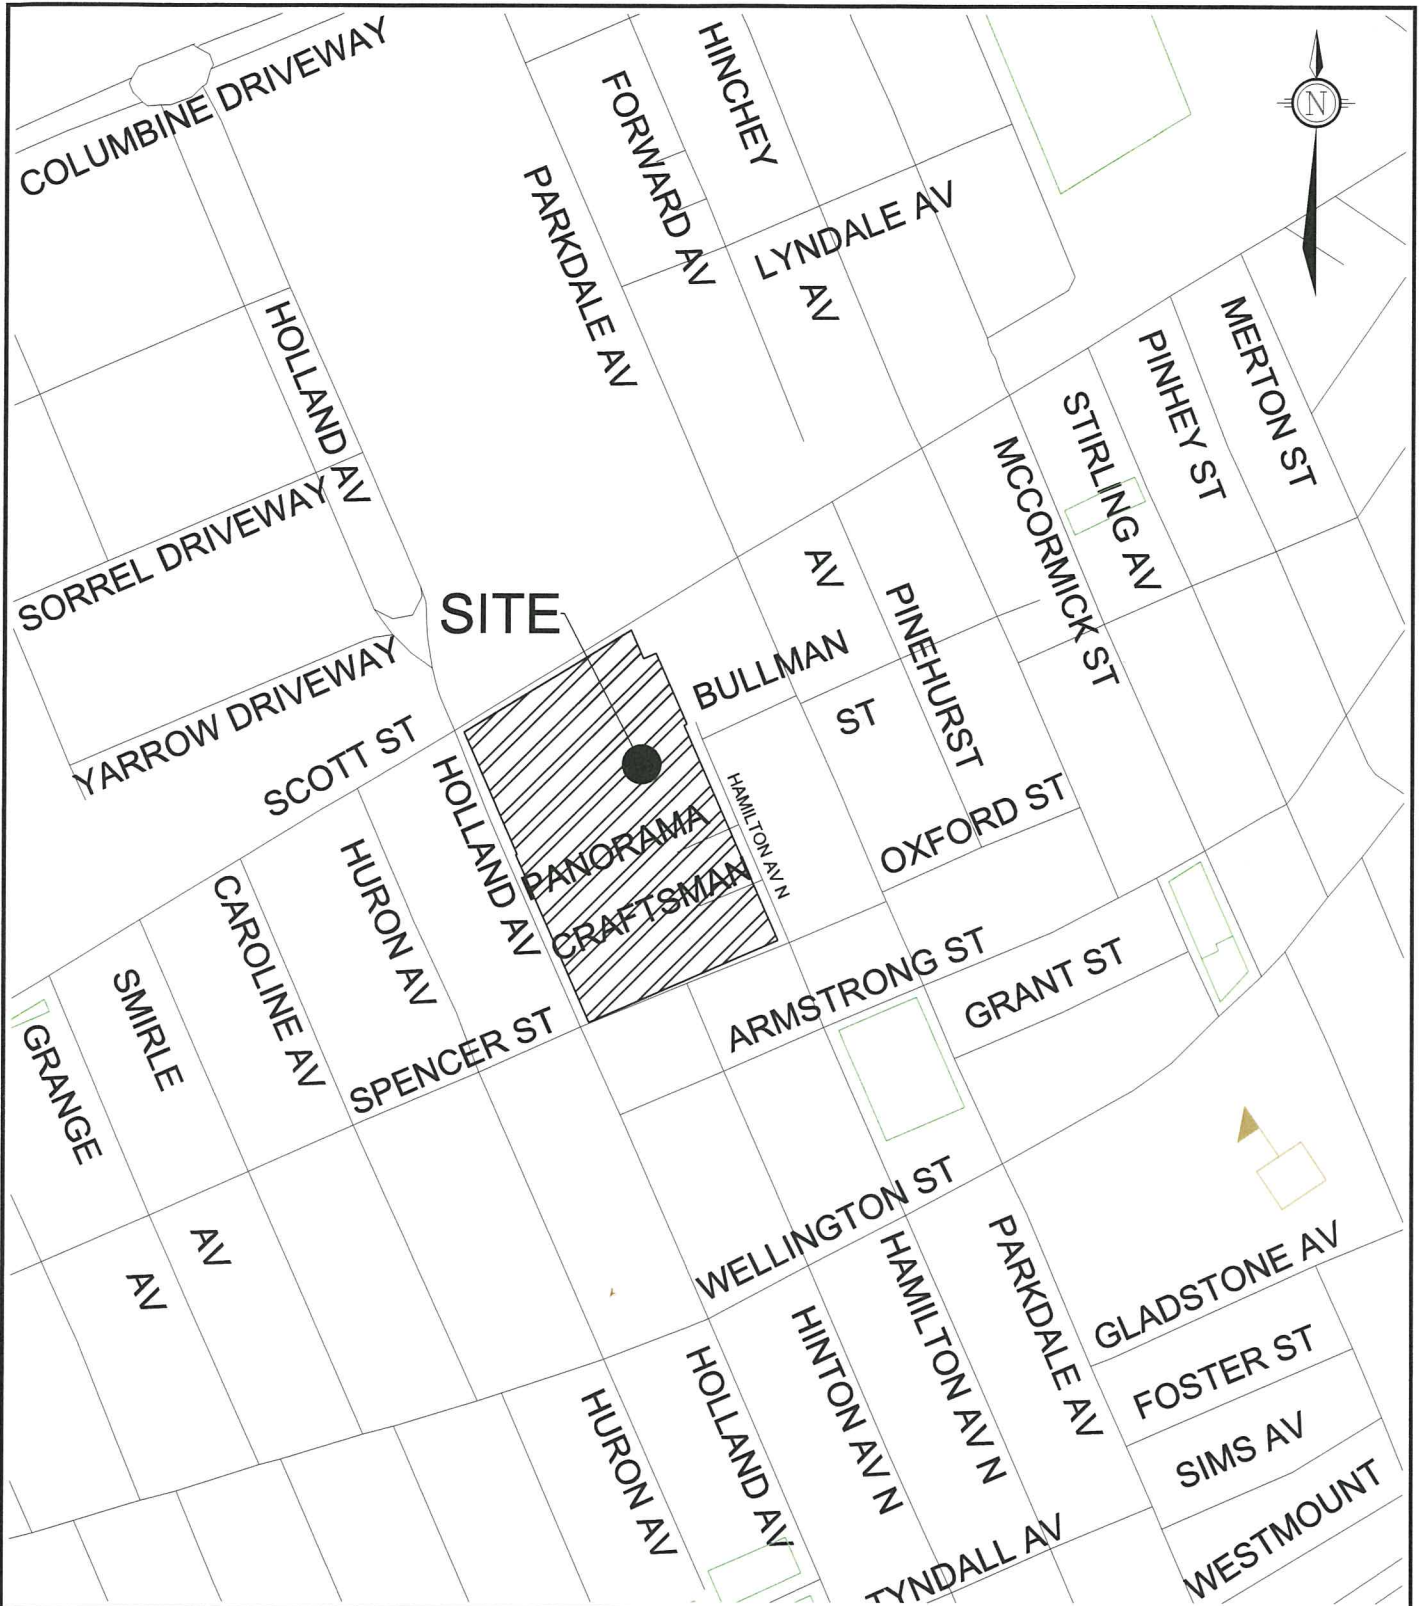 COLUMBINE DRIVEWAY
HINCHEY
AV
FORWARD AV
PARKDALE AV
LYNDALE AV
N
HOLLAND AV
MERTON ST
PINHEY ST
STIRLING AV
MCCORMICK ST
SORREL DRIVEWAY
SITE
AV
PINEHURST
BULLMAN
ST
YARROW DRIVEWAY
SCOTT ST
HOLLAND AV
HAMILTON AV N
PANORAMA
CRAFTSMAN
OXFORD ST
HURON AV
CAROLINE AV
SMIRLE
AV
GRANGE
AV
SPENCER ST
ARMSTRONG ST
GRANT ST
WELLINGTON ST
HAMILTON AV N
PARKDALE AV
GLADSTONE AV
HINTON AV N
HOLLAND AV
HURON AV
FOSTER ST
SIMS AV
WESTMOUNT
TYNDALL AV